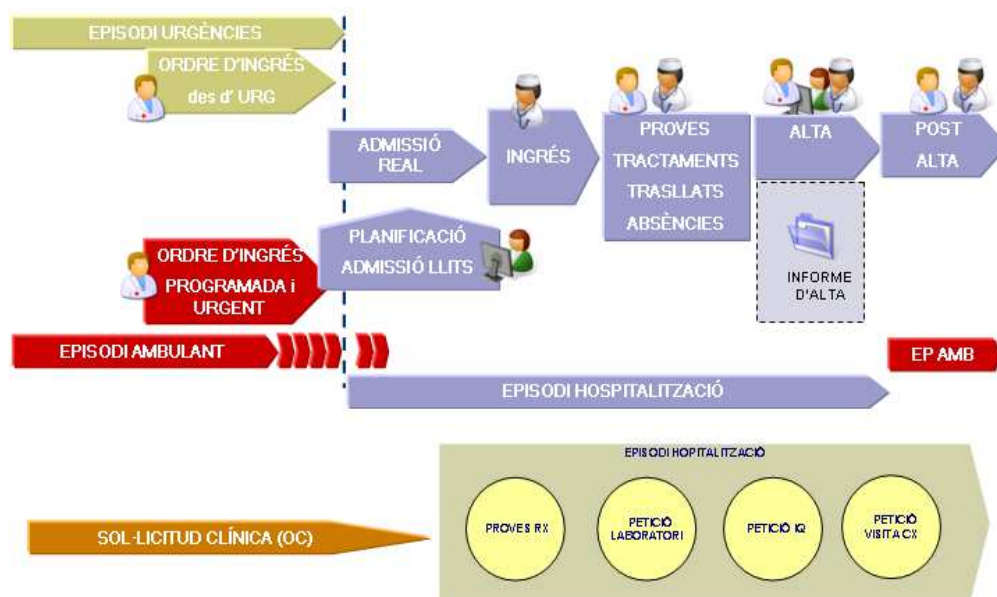 EPISODI URGÈNCIES
ORDRE D'INGRÉS
des d' URG
ADMISSIÓ
REAL
INGRÉS
PROVES
TRACTAMENTS
TRASLLATS
ABSÈNCIES
ALTA
POST
ALTA
ORDRE D'INGRÉS
PROGRAMADA i
URGENT
PLANIFICACIÓ
ADMISSIÓ LLITS
INFORME
D'ALTA
EPISODI AMBULANT
EP AMB
EPISODI HOSPITALITZACIÓ
EPISODI HOPITALITZACIÓ
SOL·LICITUD CLÍNICA (OC)
PROVES RX
PETICIÓ
LABORATORI
PETICIÓ IQ
PETICIÓ
VISITA CX